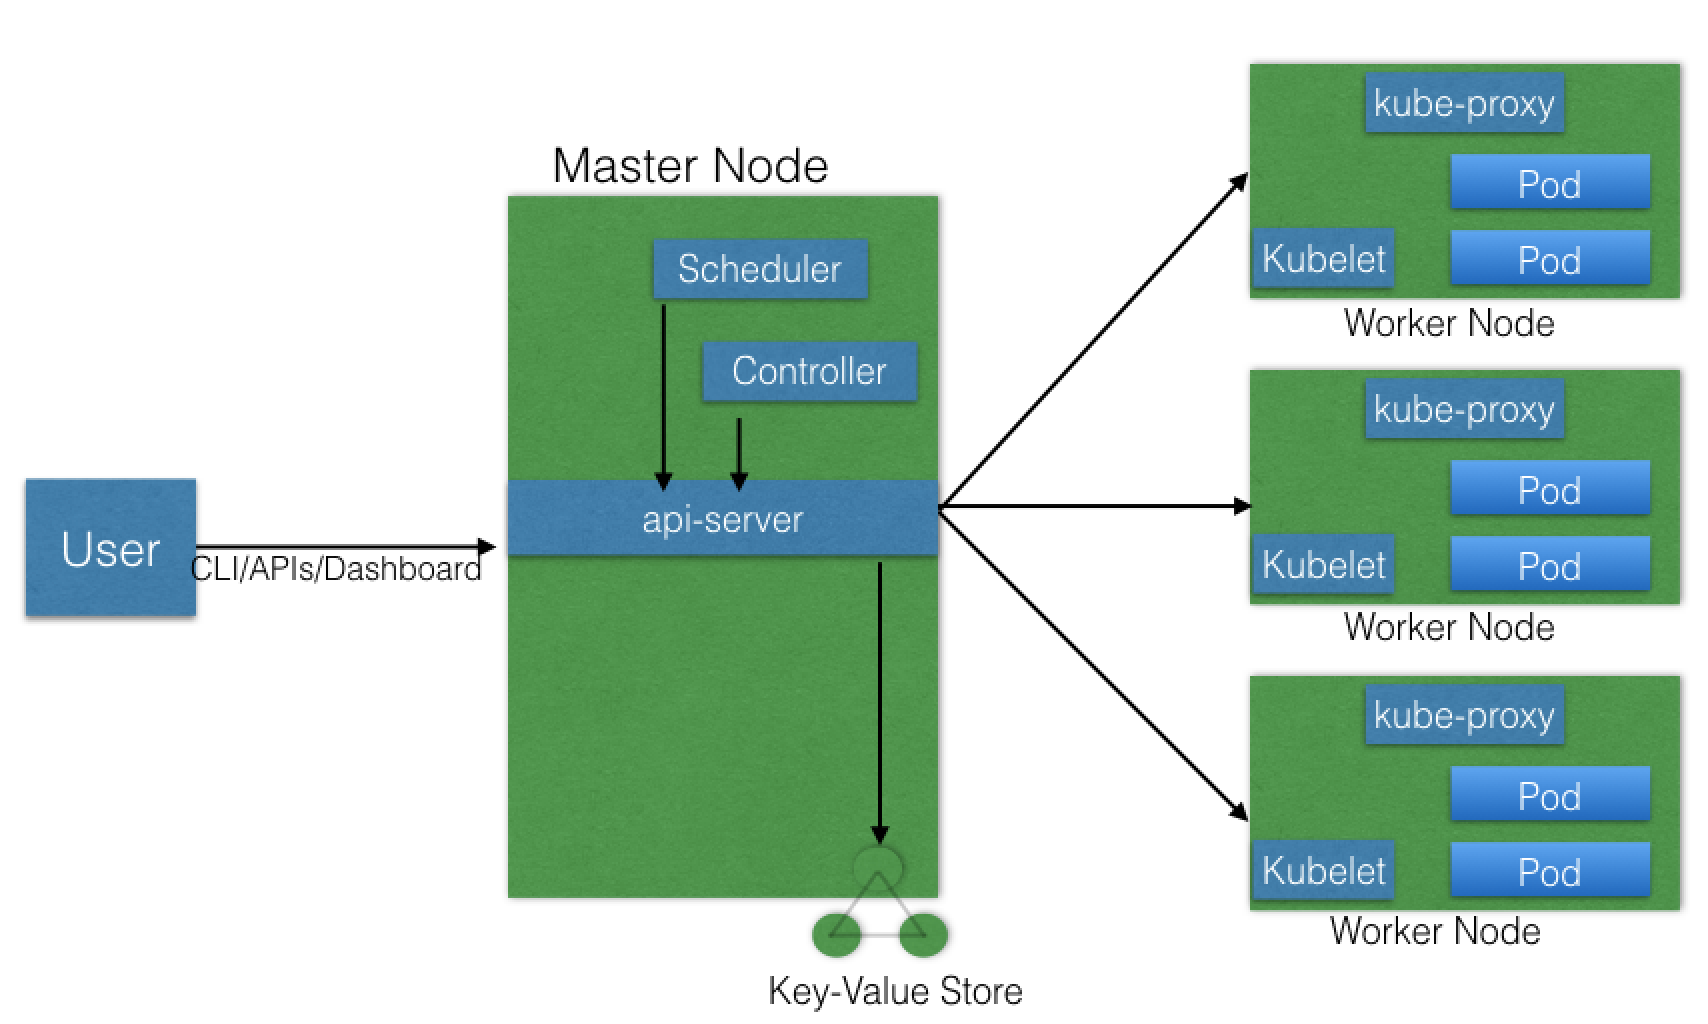 Master Node
Scheduler
Controller
api-server
User
CLI/APIs/Dashboard
Key-Value Store
kube-proxy
Pod
Kubelet
Pod
Worker Node
kube-proxy
Pod
Kubelet
Pod
Worker Node
kube-proxy
Pod
Kubelet
Pod
Worker Node